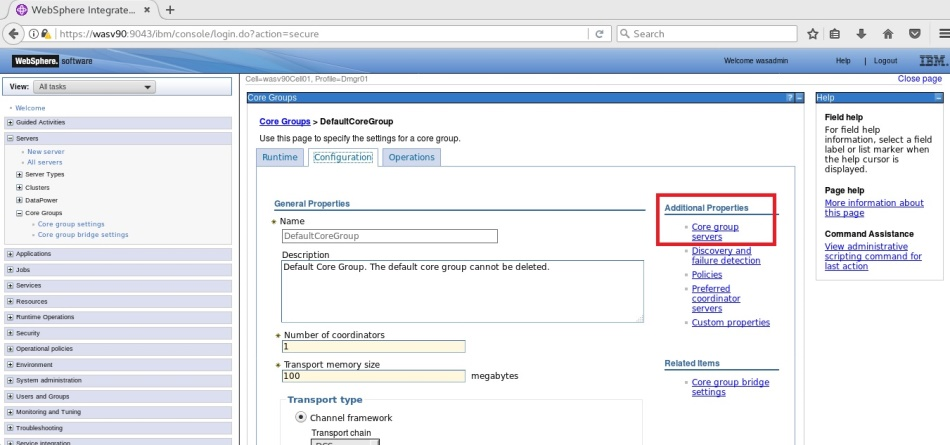 WebSphere Integrate...
https://wasv90:9043/ibm/console/login.do?action=secure
Search
WebSphere. software
Welcome wasadmin
Help
Logout
IBM.
View: All tasks
Cell=wasv90Cell01, Profile=Dmgr01
Close page
Welcome
Guided Activities
Servers
New server
All servers
Server Types
Clusters
DataPower
Core Groups
Core group settings
Core group bridge settings
Applications
Jobs
Services
Resources
Runtime Operations
Security
Operational policies
Environment
System administration
Users and Groups
Monitoring and Tuning
Troubleshooting
Service integration
Core Groups
Core Groups > DefaultCoreGroup
Use this page to specify the settings for a core group.
Runtime
Configuration
Operations
General Properties
Name
DefaultCoreGroup
Description
Default Core Group. The default core group cannot be deleted.
Number of coordinators
1
Transport memory size
100 megabytes
Transport type
Channel framework
Transport chain
DCS
Additional Properties
Core group
servers
Discovery and
failure detection
Policies
Preferred
coordinator
servers
Custom properties
Related Items
Core group bridge
settings
Help
Field help
For field help
information, select a field
label or list marker when
the help cursor is
displayed.
Page help
More information about
this page
Command Assistance
View administrative
scripting command for
last action